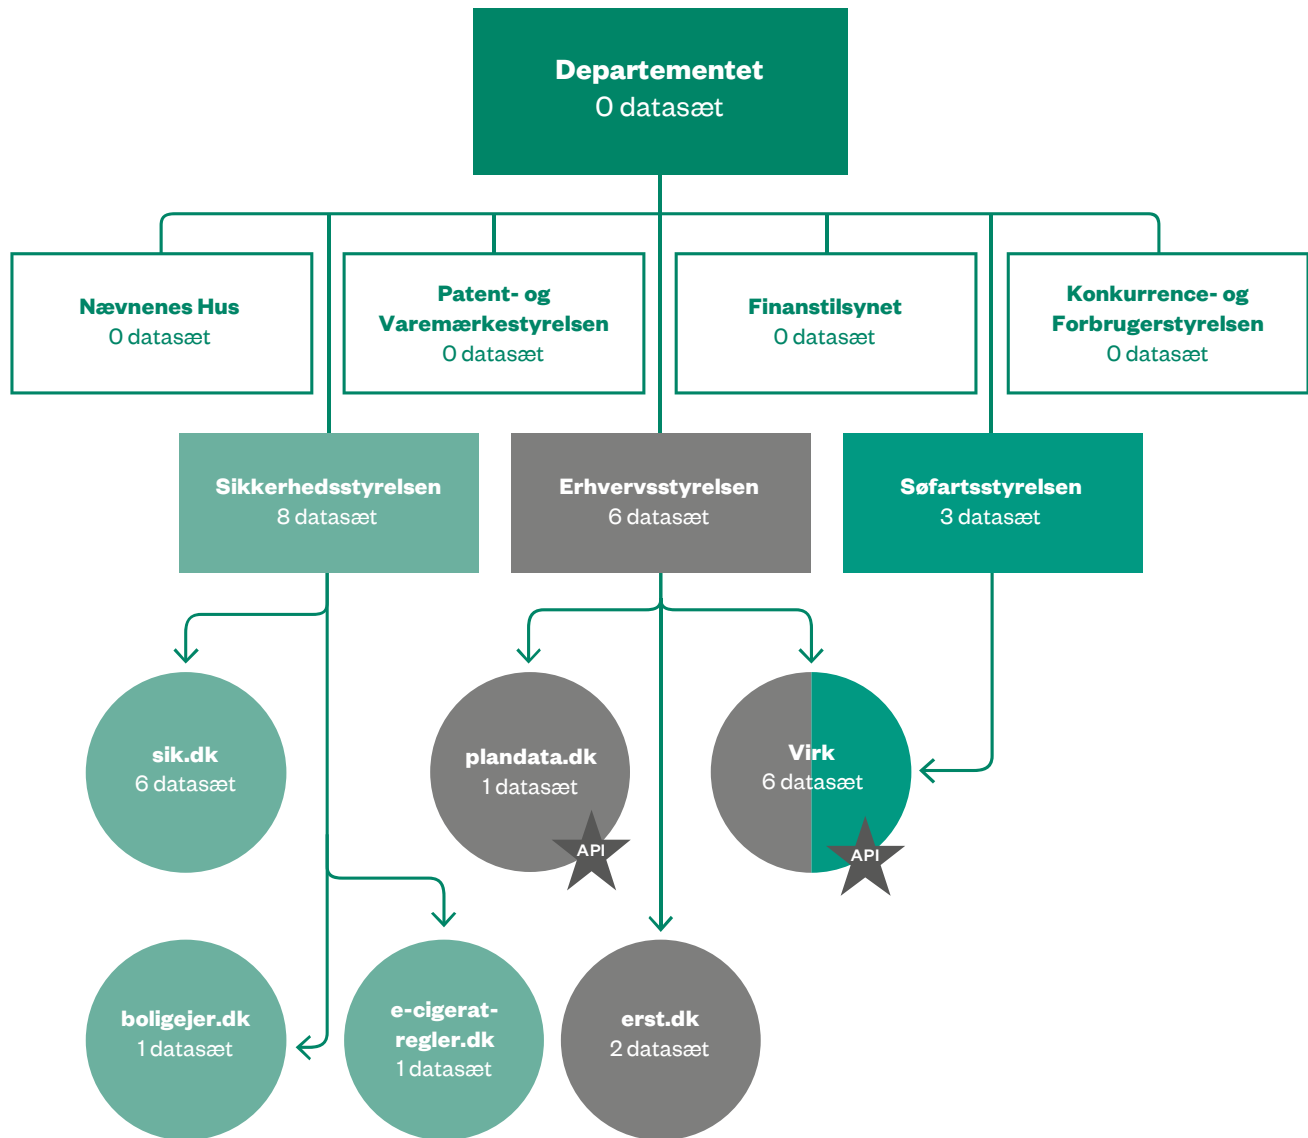 Departementet
0 datasæt
Nævnenes Hus
0 datasæt
Patent- og
Varemærkestyrelsen
0 datasæt
Finanstilsynet
0 datasæt
Konkurrence- og
Forbrugerstyrelsen
0 datasæt
Sikkerhedsstyrelsen
8 datasæt
Erhvervsstyrelsen
6 datasæt
Søfartsstyrelsen
3 datasæt
sik.dk
6 datasæt
plandata.dk
1 datasæt
API
Virk
6 datasæt
API
boligejer.dk
1 datasæt
e-cigerat-
regler.dk
1 datasæt
erst.dk
2 datasæt